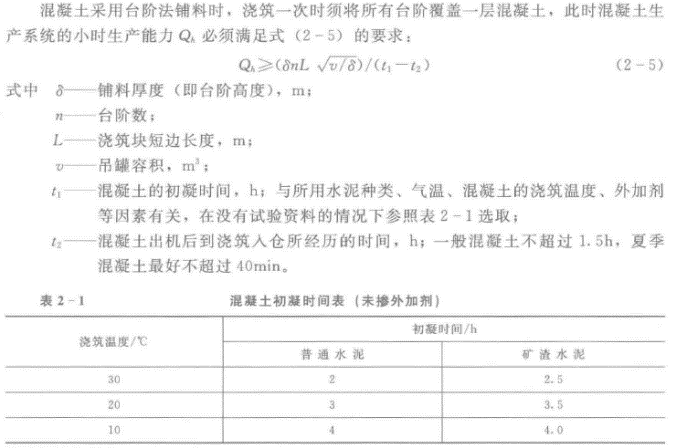 混凝土采用台阶法铺料时，浇筑一次时须将所有台阶覆盖一层混凝土，此时混凝土生
产系统的小时生产能力 Qh 必须满足式（2-5）的要求：
Qh≥(δnL √v/δ)/(t1-t2) （2-5）
式中 δ——铺料厚度（即台阶高度），m；
n——台阶数；
L——浇筑块短边长度，m；
v——吊罐容积，m³；
t1——混凝土的初凝时间，h；与所用水泥种类、气温、混凝土的浇筑温度、外加剂
等因素有关，在没有试验资料的情况下参照表 2-1 选取；
t2——混凝土出机后到浇筑入仓所经历的时间，h；一般混凝土不超过 1.5h，夏季
混凝土最好不超过 40min。
表 2-1 混凝土初凝时间表（未掺外加剂）
浇筑温度/℃ 初凝时间/h
普通水泥 矿渣水泥
30 2 2.5
20 3 3.5
10 4 4.0